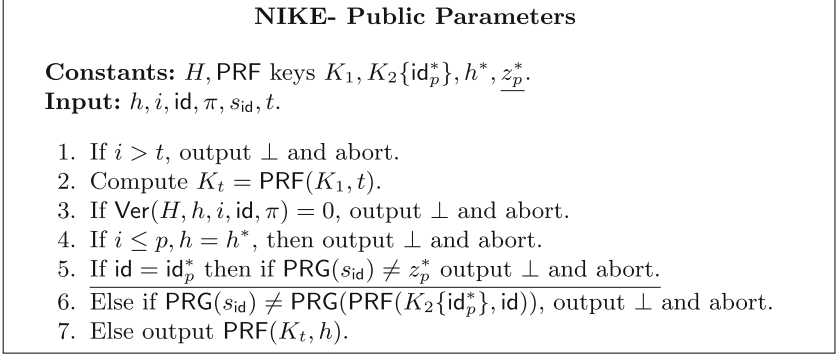 NIKE- Public Parameters
Constants: H, PRF keys K₁, K₂{id*ₚ}, h*, z*ₚ.
Input: h, i, id, π, s_id, t.
1. If i > t, output ⊥ and abort.
2. Compute Kₜ = PRF(K₁, t).
3. If Ver(H, h, i, id, π) = 0, output ⊥ and abort.
4. If i ≤ p, h = h*, then output ⊥ and abort.
5. If id = id*ₚ then if PRG(s_id) ≠ z*ₚ output ⊥ and abort.
6. Else if PRG(s_id) ≠ PRG(PRF(K₂{id*ₚ}, id)), output ⊥ and abort.
7. Else output PRF(Kₜ, h).